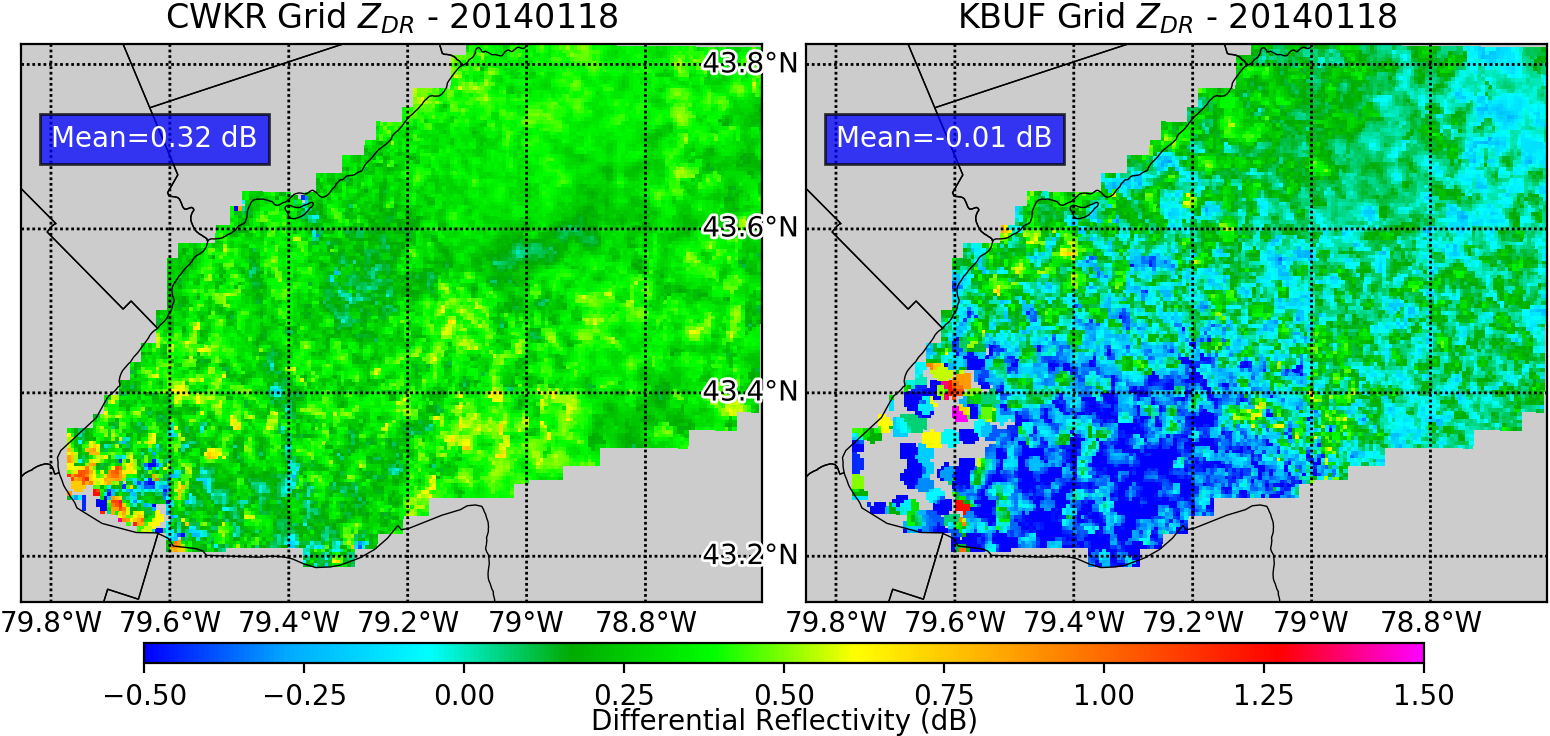 CWKR Grid Z_DR - 20140118
KBUF Grid Z_DR - 20140118
43.8°N
Mean=0.32 dB
Mean=-0.01 dB
43.6°N
43.4°N
43.2°N
79.8°W 79.6°W 79.4°W 79.2°W 79°W 78.8°W
79.8°W 79.6°W 79.4°W 79.2°W 79°W 78.8°W
−0.50 −0.25 0.00 0.25 0.50 0.75 1.00 1.25 1.50
Differential Reflectivity (dB)